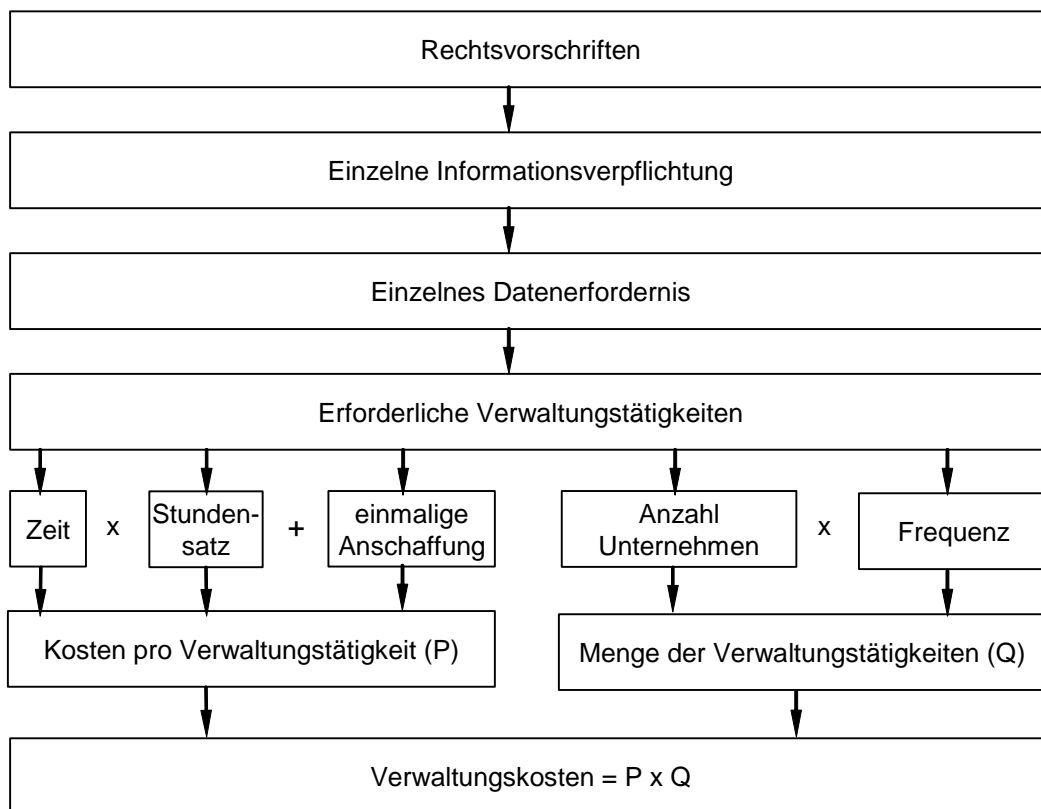 Rechtsvorschriften
Einzelne Informationsverpflichtung
Einzelnes Datenerfordernis
Erforderliche Verwaltungstätigkeiten
Zeit
x
Stunden-
satz
+
einmalige
Anschaffung
Anzahl
Unternehmen
x
Frequenz
Kosten pro Verwaltungstätigkeit (P)
Menge der Verwaltungstätigkeiten (Q)
Verwaltungskosten = P x Q